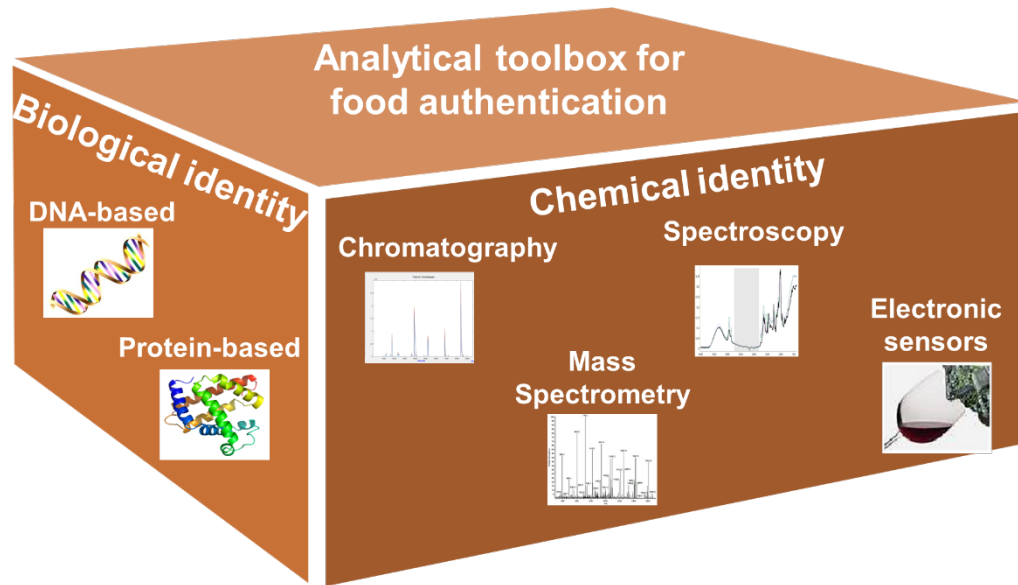 Analytical toolbox for
food authentication
Biological identity
DNA-based
Protein-based
Chemical identity
Chromatography
Spectroscopy
Mass
Spectrometry
Electronic
sensors